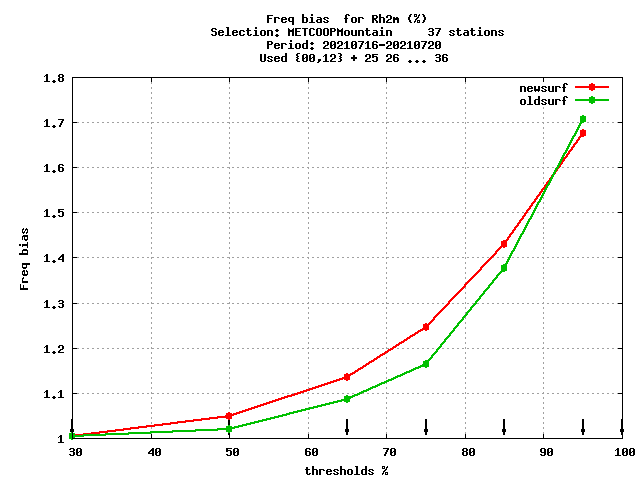 Freq bias  for Rh2m (%)
Selection: METCOOPMountain     37 stations
Period: 20210716-20210720
Used {00,12} + 25 26 ... 36
newsurf
oldsurf
1.8
1.7
1.6
1.5
1.4
1.3
1.2
1.1
1
Freq bias
30 40 50 60 70 80 90 100
thresholds %